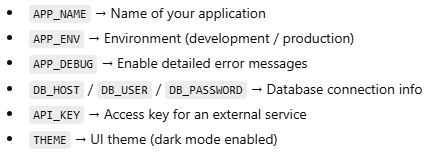 • APP_NAME → Name of your application
• APP_ENV → Environment (development / production)
• APP_DEBUG → Enable detailed error messages
• DB_HOST / DB_USER / DB_PASSWORD → Database connection info
• API_KEY → Access key for an external service
• THEME → UI theme (dark mode enabled)